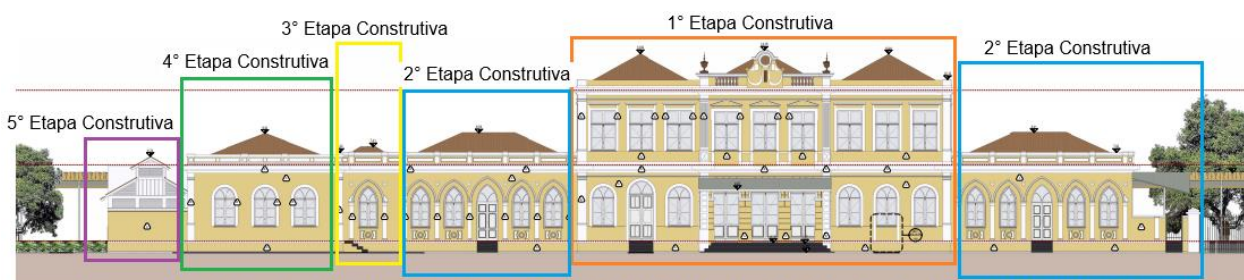 1° Etapa Construtiva
3° Etapa Construtiva
2° Etapa Construtiva
4° Etapa Construtiva
2° Etapa Construtiva
5° Etapa Construtiva